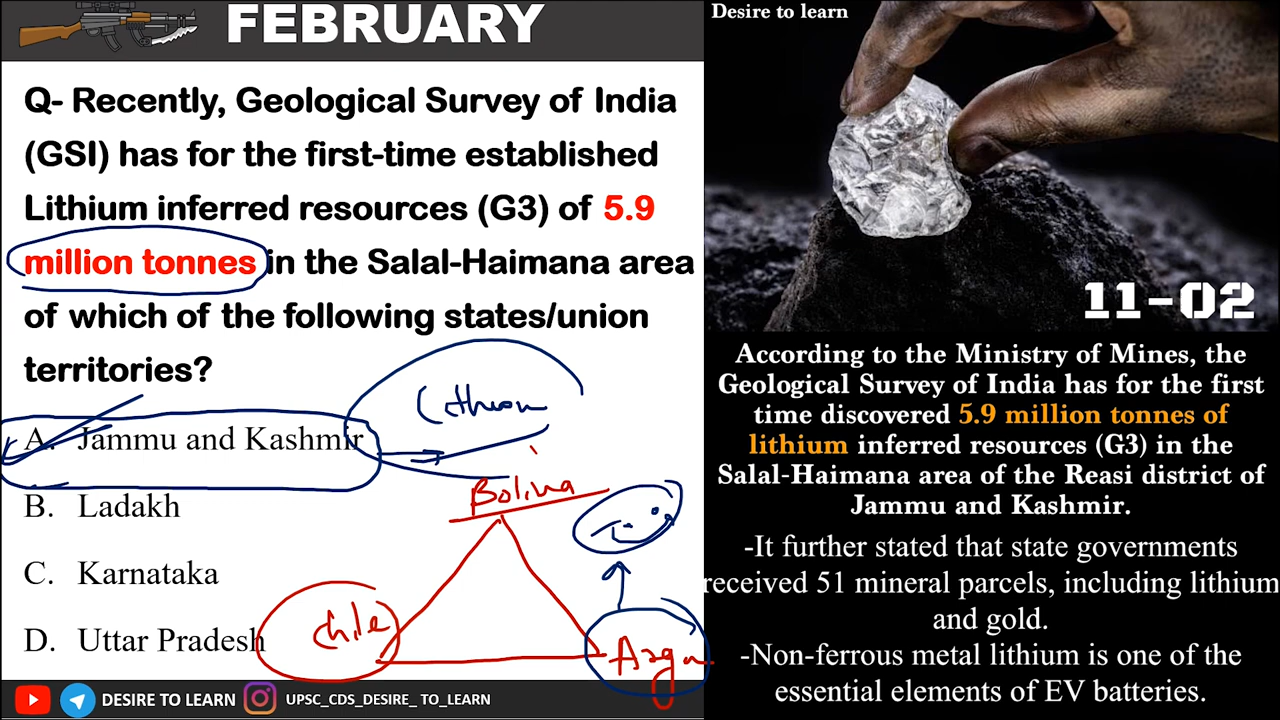 FEBRUARY
Q- Recently, Geological Survey of India
(GSI) has for the first-time established
Lithium inferred resources (G3) of 5.9
million tonnes in the Salal-Haimana area
of which of the following states/union
territories?
Lithium
A. Jammu and Kashmir
Bolivia
B. Ladakh
C. Karnataka
Chile
D. Uttar Pradesh
DESIRE TO LEARN
UPSC_CDS_DESIRE_ TO_LEARN
Desire to learn
11-02
According to the Ministry of Mines, the
Geological Survey of India has for the first
time discovered 5.9 million tonnes of
lithium inferred resources (G3) in the
Salal-Haimana area of the Reasi district of
Jammu and Kashmir.
-It further stated that state governments
received 51 mineral parcels, including lithium
and gold.
-Non-ferrous metal lithium is one of the
essential elements of EV batteries.